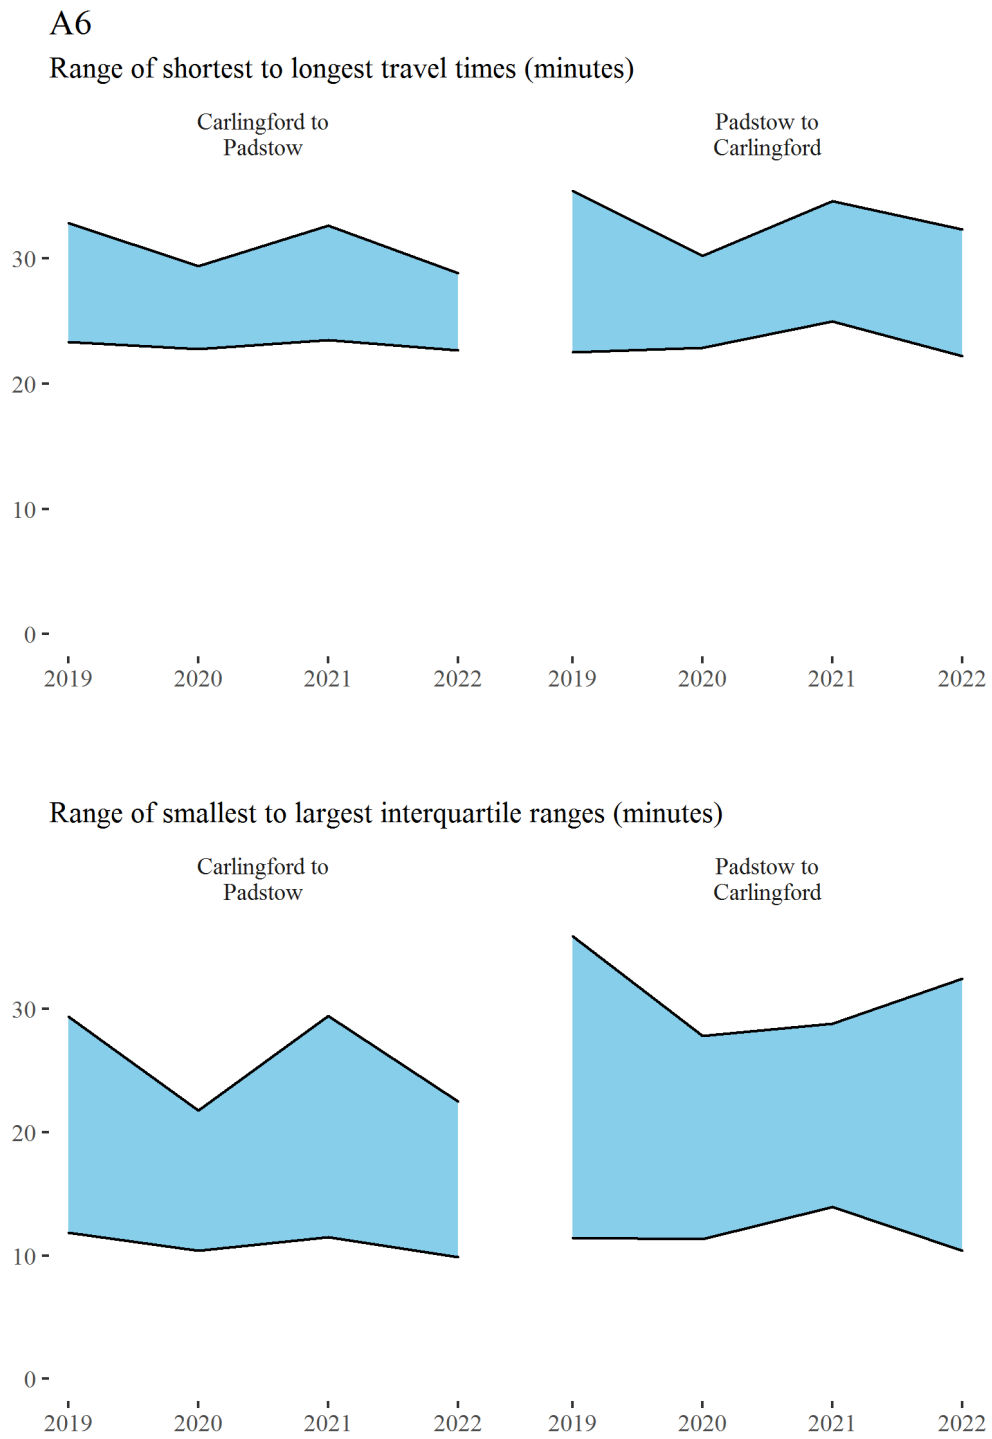 A6
Range of shortest to longest travel times (minutes)
Carlingford to
Padstow
Padstow to
Carlingford
30
20
10
0
2019 2020 2021 2022 2019 2020 2021 2022
Range of smallest to largest interquartile ranges (minutes)
Carlingford to
Padstow
Padstow to
Carlingford
30
20
10
0
2019 2020 2021 2022 2019 2020 2021 2022